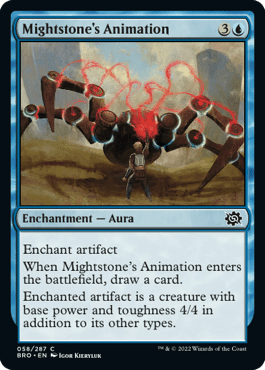 Mightstone's Animation 3
Enchantment — Aura
Enchant artifact
When Mightstone's Animation enters
the battlefield, draw a card.
Enchanted artifact is a creature with
base power and toughness 4/4 in
addition to its other types.
058/287 C
BRO • EN Igor Kieryluk
™ & © 2022 Wizards of the Coast